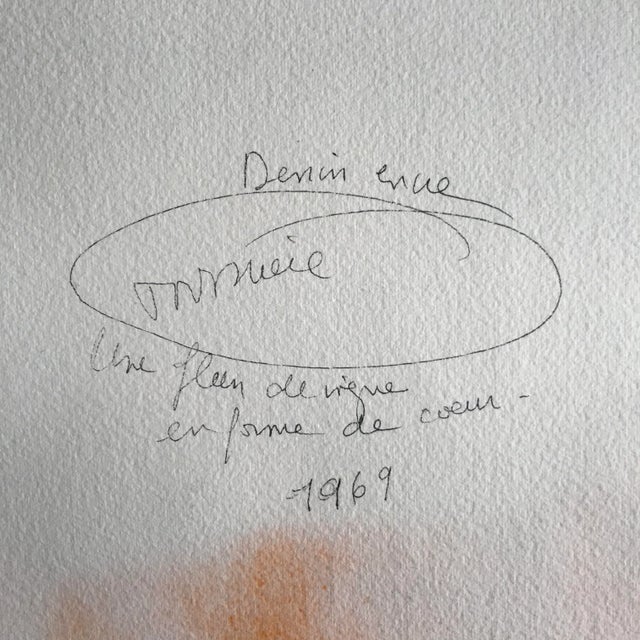 Dessin encre
Une fleur de vigne
en forme de coeur -
1969